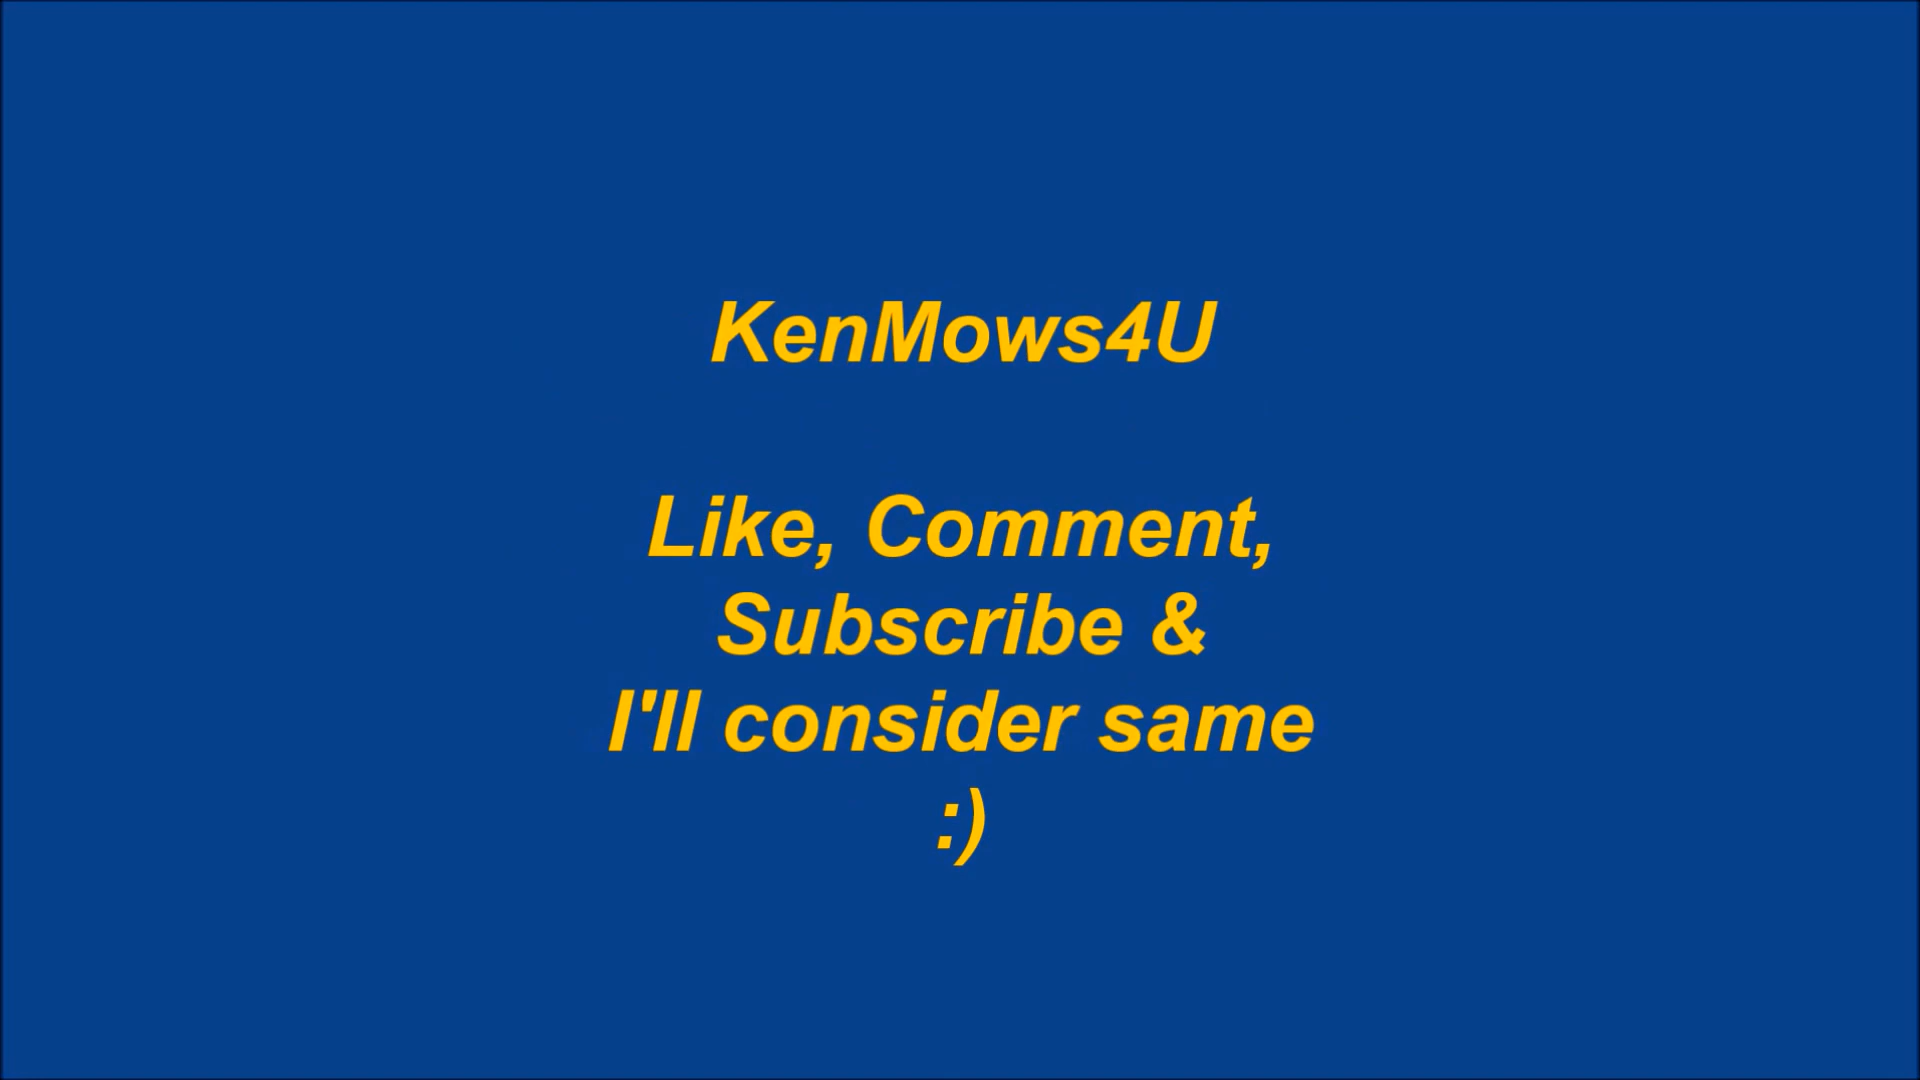 KenMows4U
Like, Comment,
Subscribe &
I'll consider same
:)